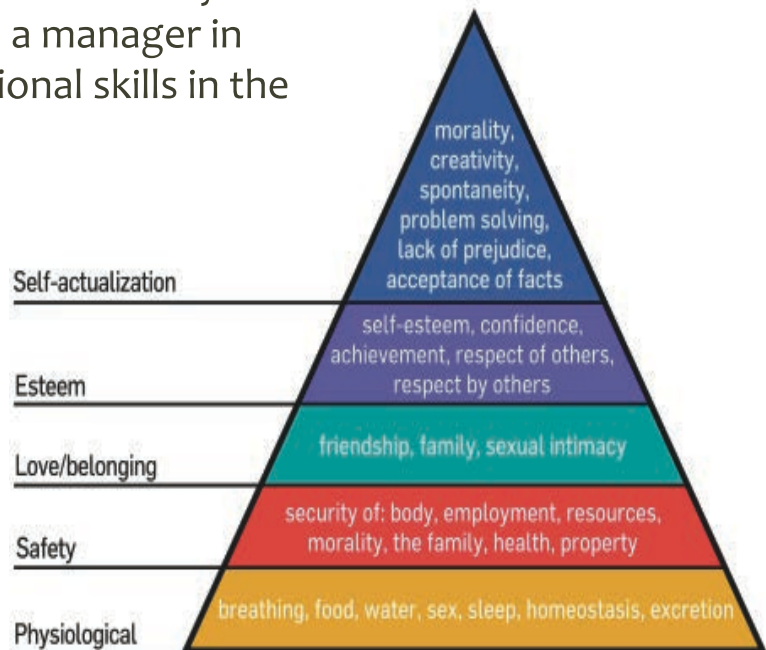 a manager in
ional skills in the
morality,
creativity,
spontaneity,
problem solving,
lack of prejudice,
acceptance of facts
Self-actualization
self-esteem, confidence,
achievement, respect of others,
respect by others
Esteem
friendship, family, sexual intimacy
Love/belonging
security of: body, employment, resources,
morality, the family, health, property
Safety
breathing, food, water, sex, sleep, homeostasis, excretion
Physiological